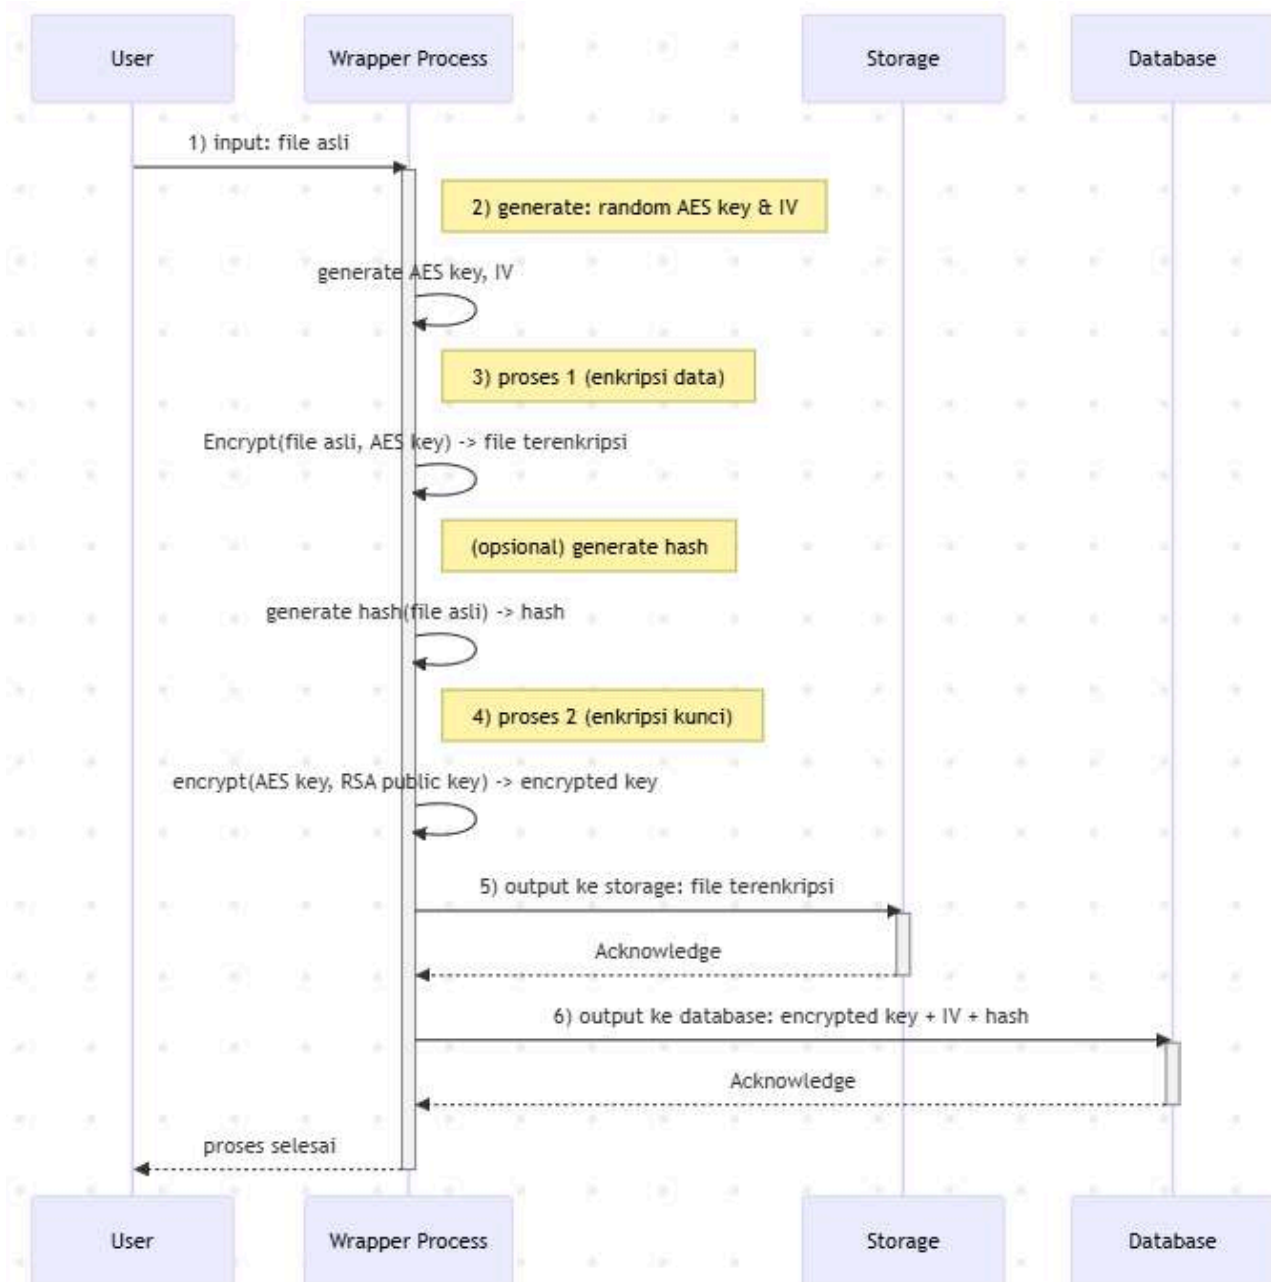 User
Wrapper Process
Storage
Database
1) input: file asli
2) generate: random AES key & IV
generate AES key, IV
3) proses 1 (enkripsi data)
Encrypt(file asli, AES key) -> file terenkripsi
(opsional) generate hash
generate hash(file asli) -> hash
4) proses 2 (enkripsi kunci)
encrypt(AES key, RSA public key) -> encrypted key
5) output ke storage: file terenkripsi
Acknowledge
6) output ke database: encrypted key + IV + hash
Acknowledge
proses selesai
User
Wrapper Process
Storage
Database